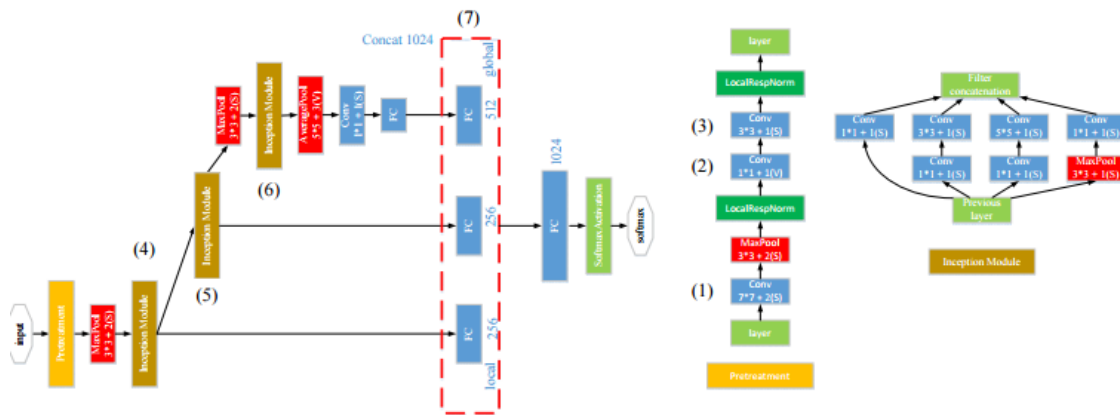 (7)
Concat 1024
global
MaxPool
3*3 + 2(S)
Inception Module
AveragePool
5*5 + 3(V)
Conv
1*1 + 1(S)
FC
FC
512
(6)
(4)
Inception Module
(5)
FC
256
1024
FC
SoftmaxActivation
softmax
input
Pretreatment
MaxPool
3*3 + 2(S)
Inception Module
FC
256
local
layer
LocalRespNorm
(3)
Conv
3*3 + 1(S)
(2)
Conv
1*1 + 1(V)
LocalRespNorm
MaxPool
3*3 + 2(S)
(1)
Conv
7*7 + 2(S)
layer
Pretreatment
Filter
concatenation
Conv
1*1 + 1(S)
Conv
3*3 + 1(S)
Conv
5*5 + 1(S)
Conv
1*1 + 1(S)
Conv
1*1 + 1(S)
Conv
1*1 + 1(S)
MaxPool
3*3 + 1(S)
Previous
layer
Inception Module